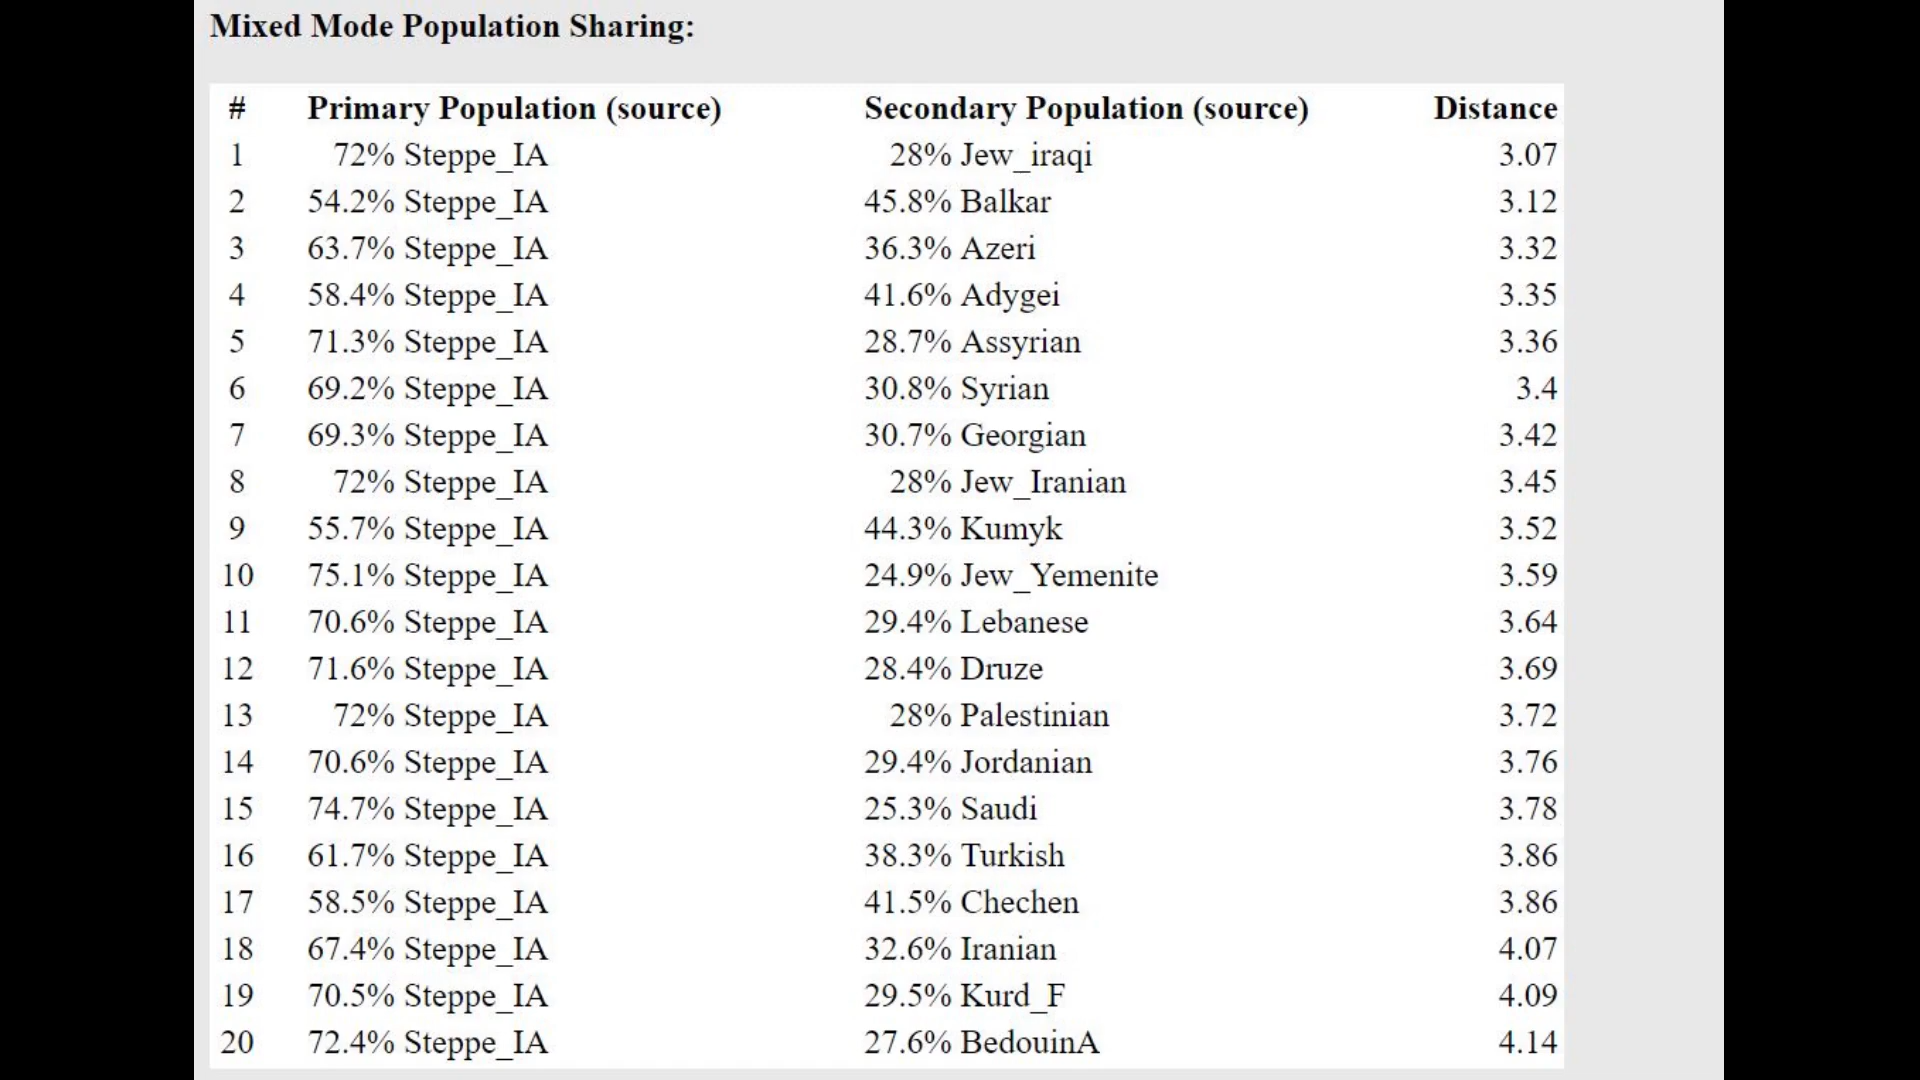 Mixed Mode Population Sharing:
# Primary Population (source) Secondary Population (source) Distance
1 72% Steppe_IA 28% Jew_iraqi 3.07
2 54.2% Steppe_IA 45.8% Balkar 3.12
3 63.7% Steppe_IA 36.3% Azeri 3.32
4 58.4% Steppe_IA 41.6% Adygei 3.35
5 71.3% Steppe_IA 28.7% Assyrian 3.36
6 69.2% Steppe_IA 30.8% Syrian 3.4
7 69.3% Steppe_IA 30.7% Georgian 3.42
8 72% Steppe_IA 28% Jew_Iranian 3.45
9 55.7% Steppe_IA 44.3% Kumyk 3.52
10 75.1% Steppe_IA 24.9% Jew_Yemenite 3.59
11 70.6% Steppe_IA 29.4% Lebanese 3.64
12 71.6% Steppe_IA 28.4% Druze 3.69
13 72% Steppe_IA 28% Palestinian 3.72
14 70.6% Steppe_IA 29.4% Jordanian 3.76
15 74.7% Steppe_IA 25.3% Saudi 3.78
16 61.7% Steppe_IA 38.3% Turkish 3.86
17 58.5% Steppe_IA 41.5% Chechen 3.86
18 67.4% Steppe_IA 32.6% Iranian 4.07
19 70.5% Steppe_IA 29.5% Kurd_F 4.09
20 72.4% Steppe_IA 27.6% BedouinA 4.14